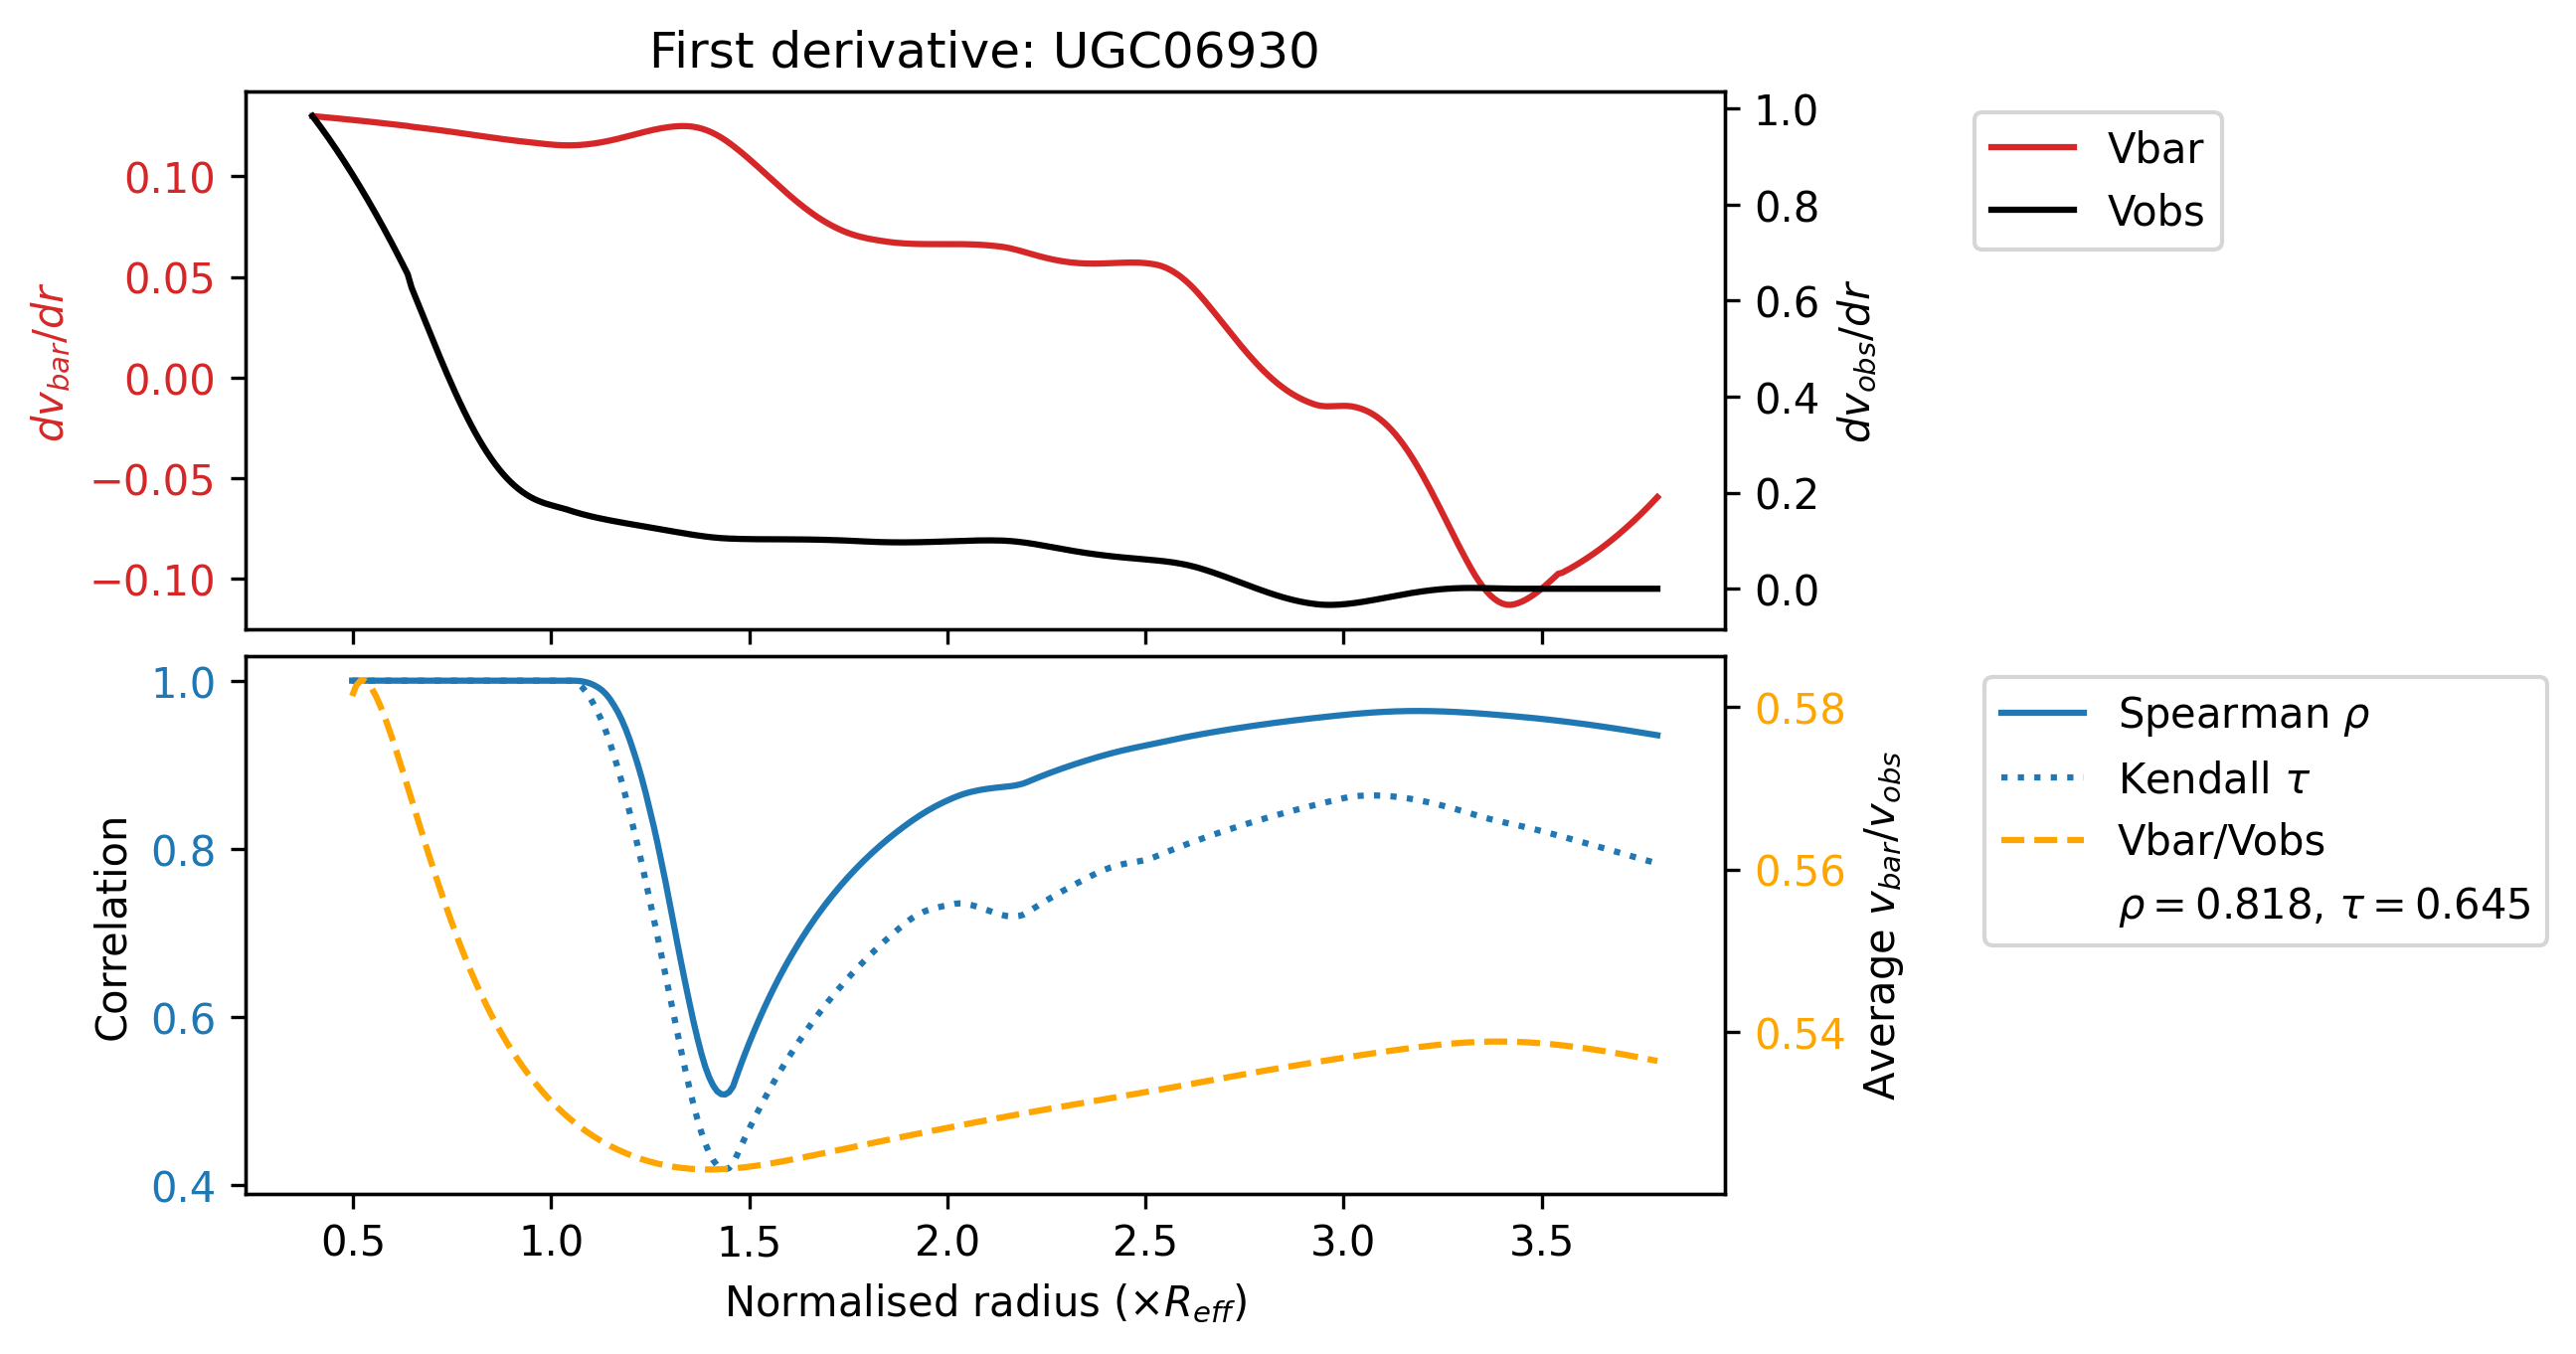 First derivative: UGC06930
dv_bar/dr
0.10
0.05
0.00
−0.05
−0.10
1.0
0.8
0.6
0.4
0.2
0.0
dv_obs/dr
Vbar
Vobs
Correlation
1.0
0.8
0.6
0.4
0.58
0.56
0.54
Average v_bar/v_obs
Spearman ρ
Kendall τ
Vbar/Vobs
ρ = 0.818, τ = 0.645
0.5 1.0 1.5 2.0 2.5 3.0 3.5
Normalised radius (×R_eff)